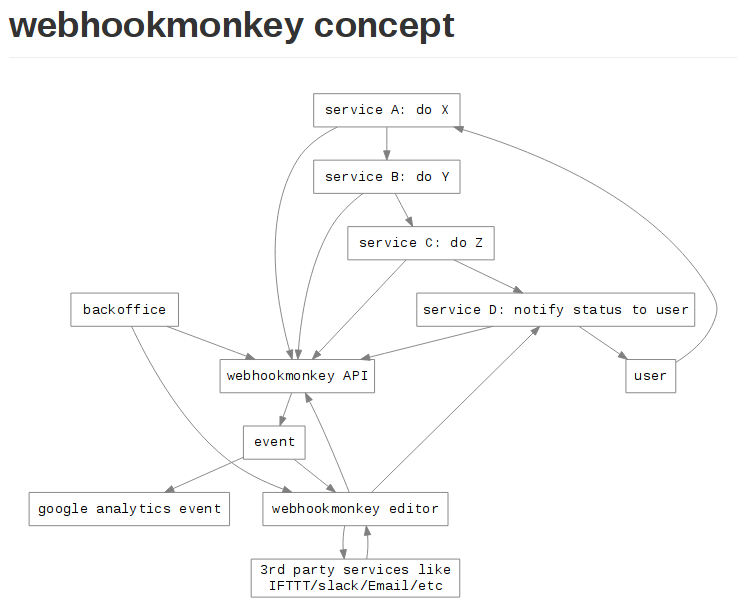 webhookmonkey concept
service A: do X
service B: do Y
service C: do Z
backoffice
service D: notify status to user
webhookmonkey API
user
event
google analytics event
webhookmonkey editor
3rd party services like
IFTTT/slack/Email/etc